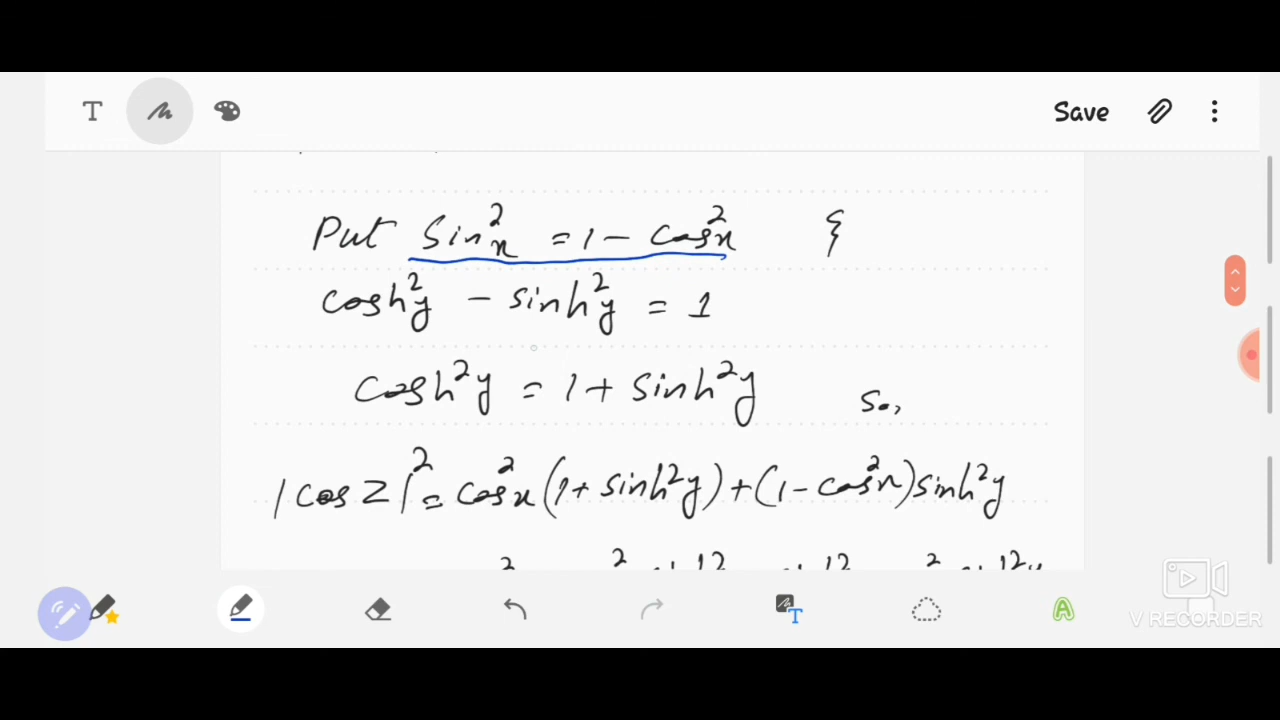 T Save
Put Sin²x = 1 - cos²x }
cosh²y - sinh²y = 1
cosh²y = 1 + sinh²y So,
|cos z|² = cos²x (1 + sinh²y) + (1 - cos²x) sinh²y
T A
V RECORDER